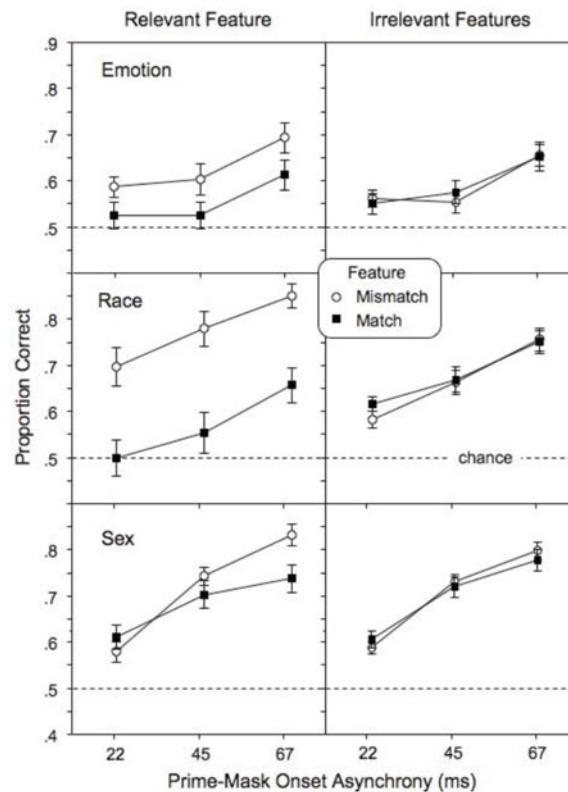 Relevant Feature
Irrelevant Features
.9
Emotion
.8
.7
.6
.5
Feature
Mismatch
Match
Race
.8
.7
.6
.5
chance
Proportion Correct
Sex
.8
.7
.6
.5
.4
22 45 67
22 45 67
Prime-Mask Onset Asynchrony (ms)